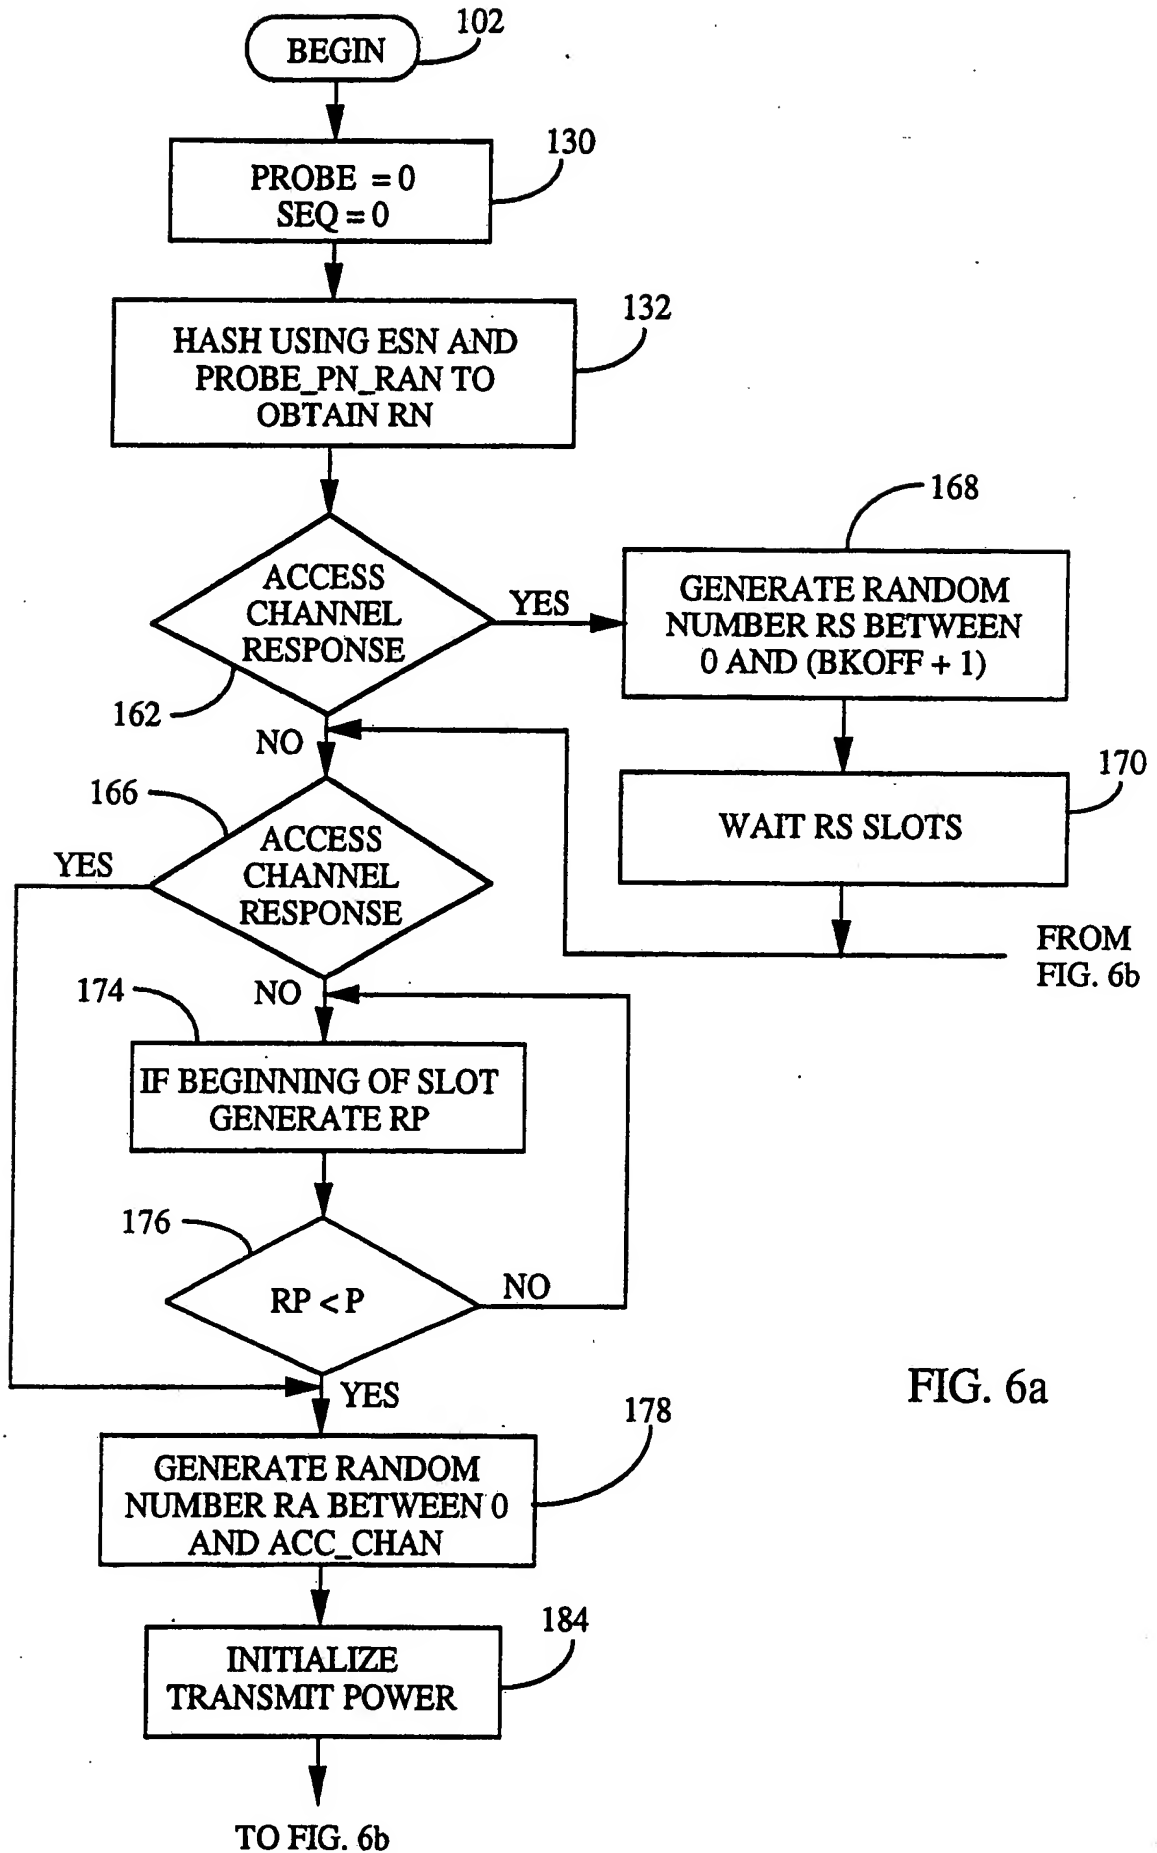 102
BEGIN
130
PROBE = 0
SEQ = 0
132
HASH USING ESN AND
PROBE_PN_RAN TO
OBTAIN RN
168
ACCESS
CHANNEL
RESPONSE
YES
GENERATE RANDOM
NUMBER RS BETWEEN
0 AND (BKOFF + 1)
162
NO
170
WAIT RS SLOTS
166
ACCESS
CHANNEL
RESPONSE
YES
FROM
FIG. 6b
NO
174
IF BEGINNING OF SLOT
GENERATE RP
176
RP < P
NO
YES
FIG. 6a
178
GENERATE RANDOM
NUMBER RA BETWEEN 0
AND ACC_CHAN
184
INITIALIZE
TRANSMIT POWER
TO FIG. 6b